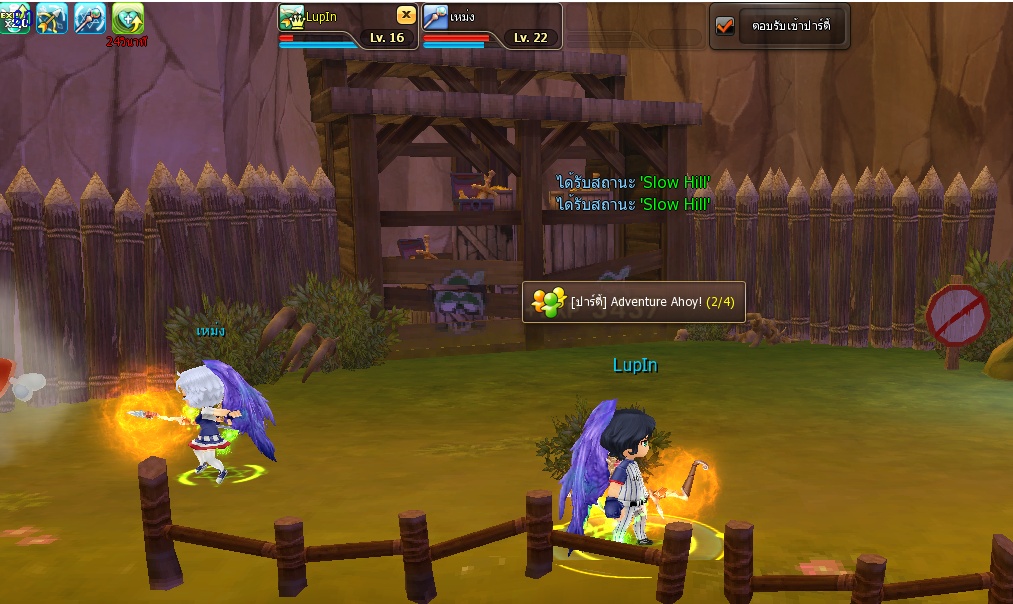 EXP
x20
24วินาที
LupIn
Lv. 16
เหม่ง
Lv. 22
ตอบรับเข้าปาร์ตี้
ได้รับสถานะ 'Slow Hill'
ได้รับสถานะ 'Slow Hill'
[ปาร์ตี้] Adventure Ahoy! (2/4)
เหม่ง
LupIn